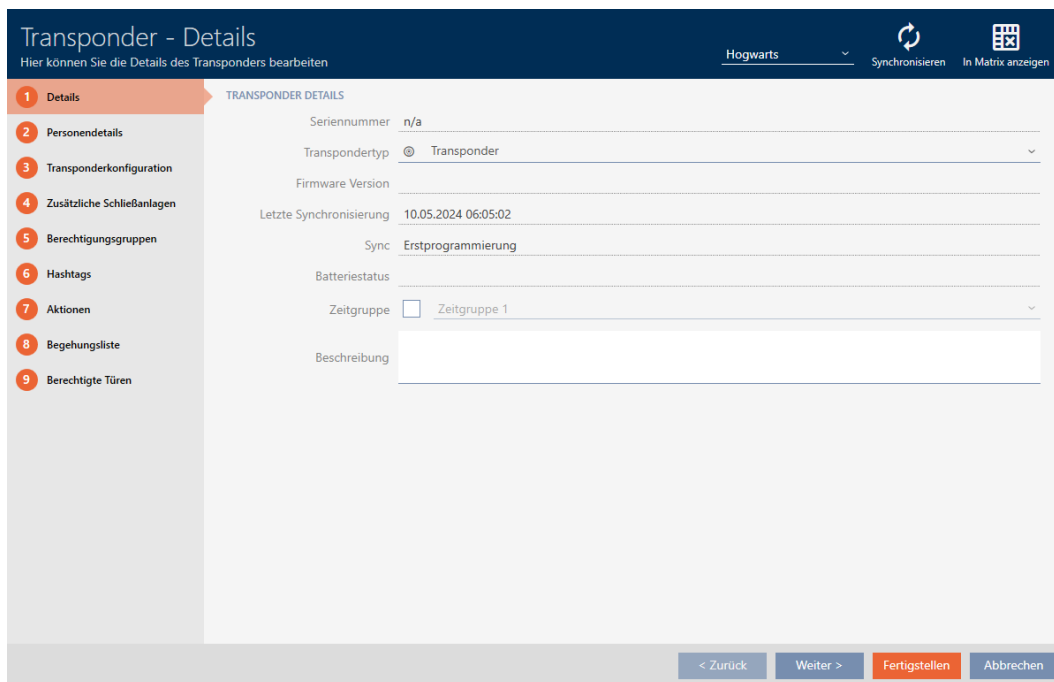 Transponder - Details
Hier können Sie die Details des Transponders bearbeiten
Hogwarts
Synchronisieren
In Matrix anzeigen
1 Details
2 Personendetails
3 Transponderkonfiguration
4 Zusätzliche Schließanlagen
5 Berechtigungsgruppen
6 Hashtags
7 Aktionen
8 Begehungsliste
9 Berechtigte Türen
TRANSPONDER DETAILS
Seriennummer n/a
Transpondertyp Transponder
Firmware Version
Letzte Synchronisierung 10.05.2024 06:05:02
Sync Erstprogrammierung
Batteriestatus
Zeitgruppe Zeitgruppe 1
Beschreibung
< Zurück
Weiter >
Fertigstellen
Abbrechen